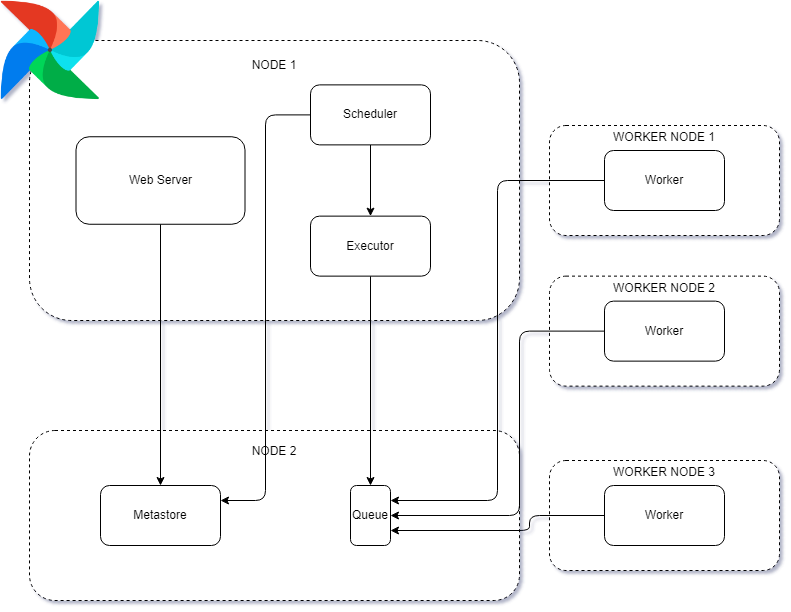 NODE 1
Scheduler
WORKER NODE 1
Web Server
Worker
Executor
WORKER NODE 2
Worker
NODE 2
WORKER NODE 3
Metastore
Queue
Worker